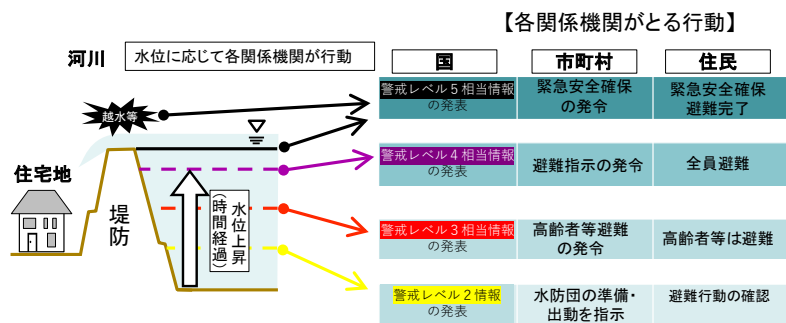 【各関係機関がとる行動】
河川
水位に応じて各関係機関が行動
国
市町村
住民
越水等
警戒レベル5相当情報
の発表
緊急安全確保
の発令
緊急安全確保
避難完了
警戒レベル4相当情報
の発表
避難指示の発令
全員避難
住宅地
堤防
水位上昇
(時間経過)
警戒レベル3相当情報
の発表
高齢者等避難
の発令
高齢者等は避難
警戒レベル2情報
の発表
水防団の準備・
出動を指示
避難行動の確認